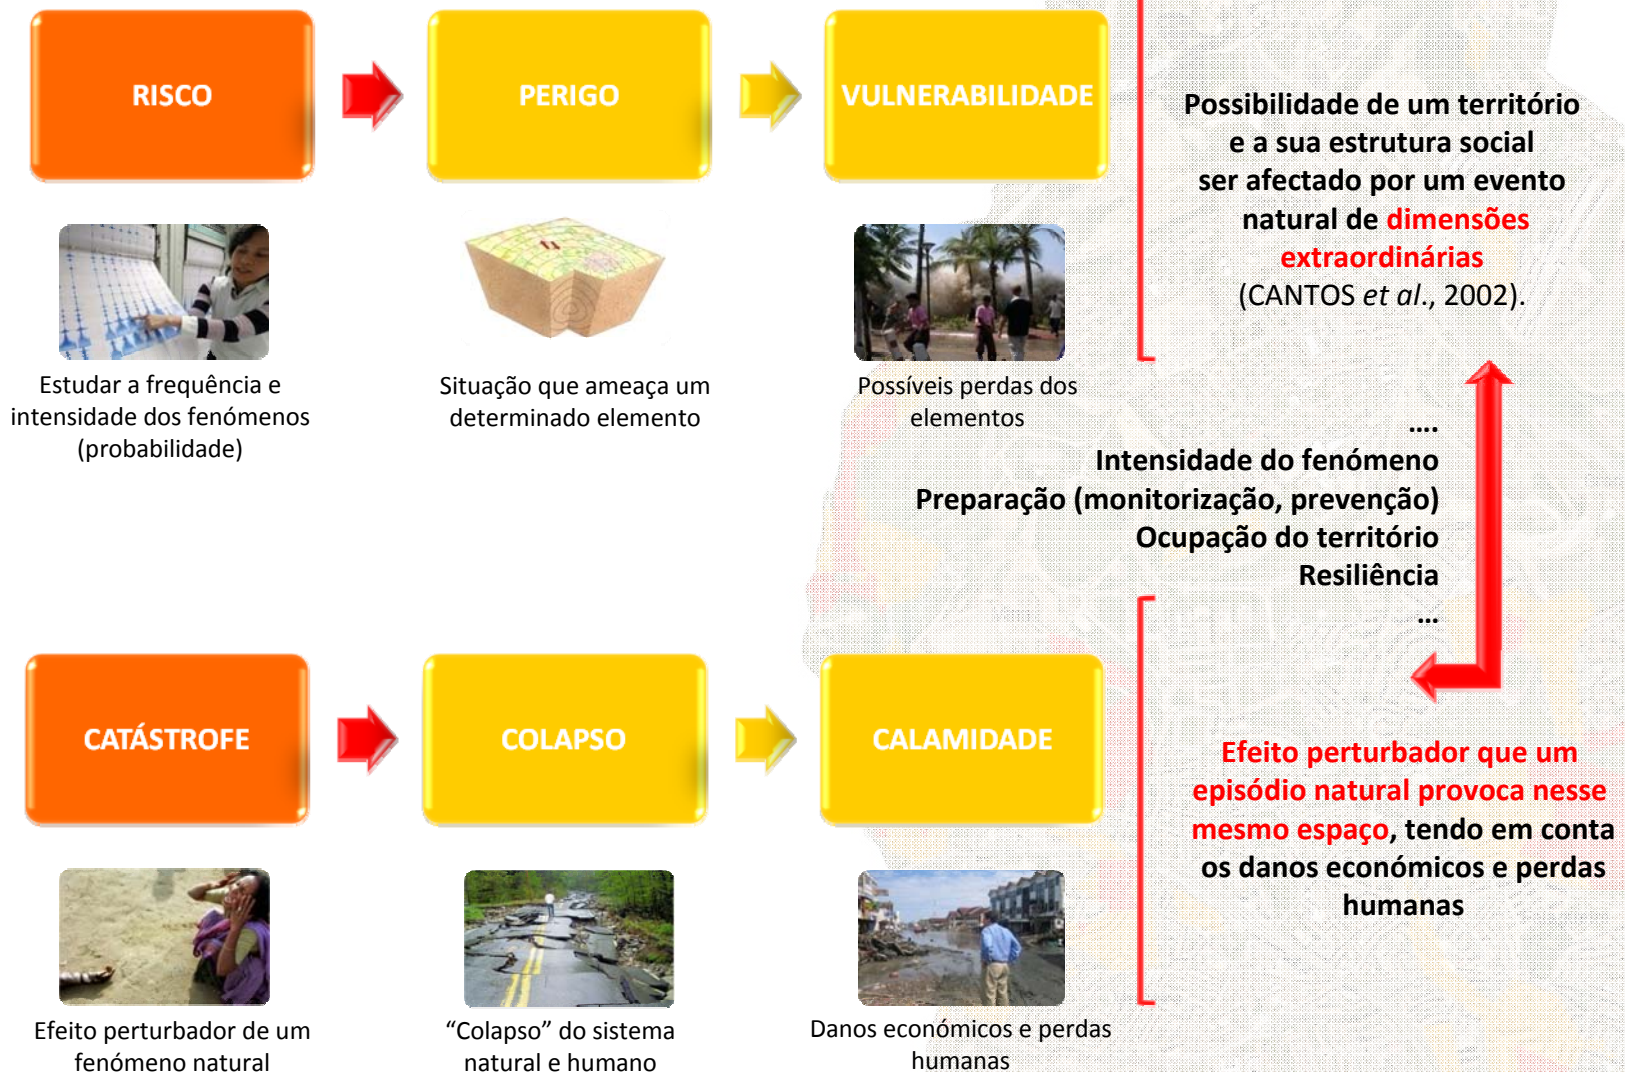 RISCO
PERIGO
VULNERABILIDADE
Estudar a frequência e
intensidade dos fenómenos
(probabilidade)
Situação que ameaça um
determinado elemento
Possíveis perdas dos
elementos
Possibilidade de um território
e a sua estrutura social
ser afectado por um evento
natural de dimensões
extraordinárias
(CANTOS et al., 2002).
....
Intensidade do fenómeno
Preparação (monitorização, prevenção)
Ocupação do território
Resiliência
...
CATÁSTROFE
COLAPSO
CALAMIDADE
Efeito perturbador de um
fenómeno natural
“Colapso” do sistema
natural e humano
Danos económicos e perdas
humanas
Efeito perturbador que um
episódio natural provoca nesse
mesmo espaço, tendo em conta
os danos económicos e perdas
humanas